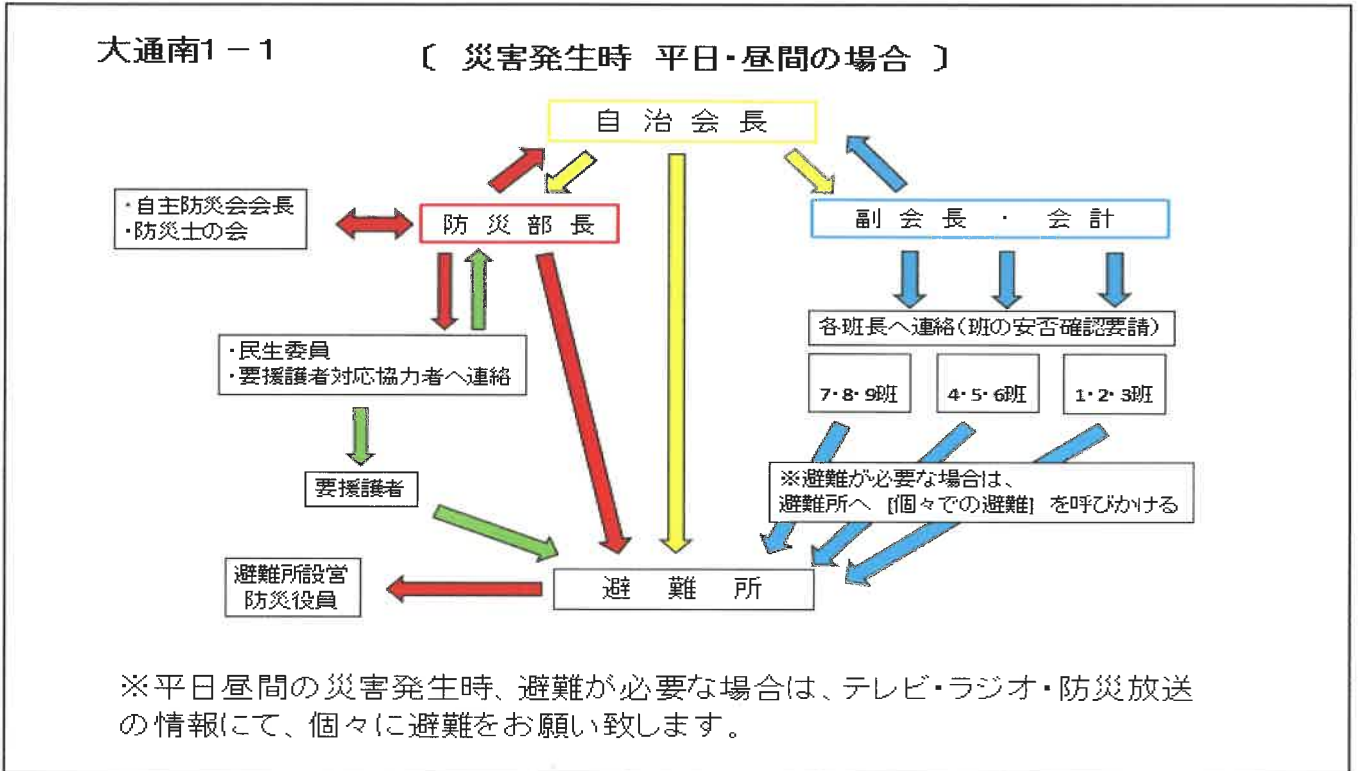 大通南1－1
〔 災害発生時 平日・昼間の場合 〕
自治会長
・自主防災会会長
・防災士の会
防災部長
副会長・会計
各班長へ連絡(班の安否確認要請)
・民生委員
・要援護者対応協力者へ連絡
7・8・9班
4・5・6班
1・2・3班
※避難が必要な場合は、
避難所へ [個々での避難] を呼びかける
要援護者
避難所設営
防災役員
避難所
※平日昼間の災害発生時、避難が必要な場合は、テレビ・ラジオ・防災放送
の情報にて、個々に避難をお願い致します。